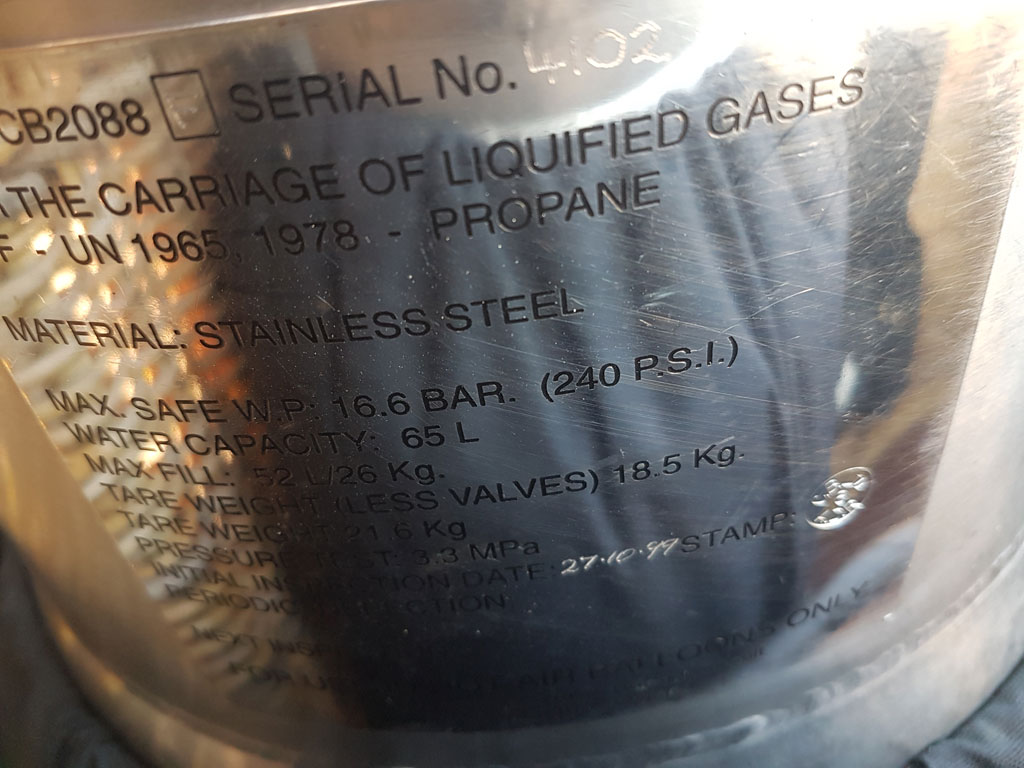 CB2088 SERIAL No. 4102
THE CARRIAGE OF LIQUIFIED GASES
F - UN 1965, 1978 - PROPANE
MATERIAL: STAINLESS STEEL
MAX. SAFE W.P: 16.6 BAR. (240 P.S.I.)
WATER CAPACITY: 65 L
MAX FILL: 52 L/26 Kg.
TARE WEIGHT (LESS VALVES) 18.5 Kg.
TARE WEIGHT 21.6 Kg
PRESSURE TEST: 3.3 MPa
INITIAL INSPECTION DATE: 27·10·99 STAMP:
PERIODIC INSPECTION
NEXT
FOR AIR BALLOONS ONLY